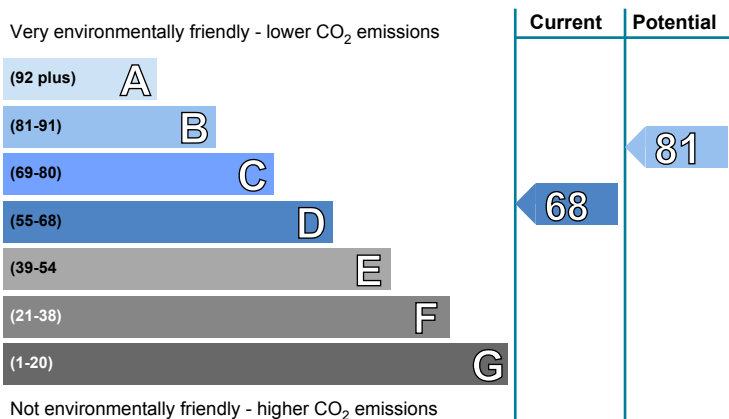 Current Potential
Very environmentally friendly - lower CO2 emissions
(92 plus) A
(81-91) B
81
(69-80) C
68
(55-68) D
(39-54 E
(21-38) F
(1-20) G
Not environmentally friendly - higher CO2 emissions